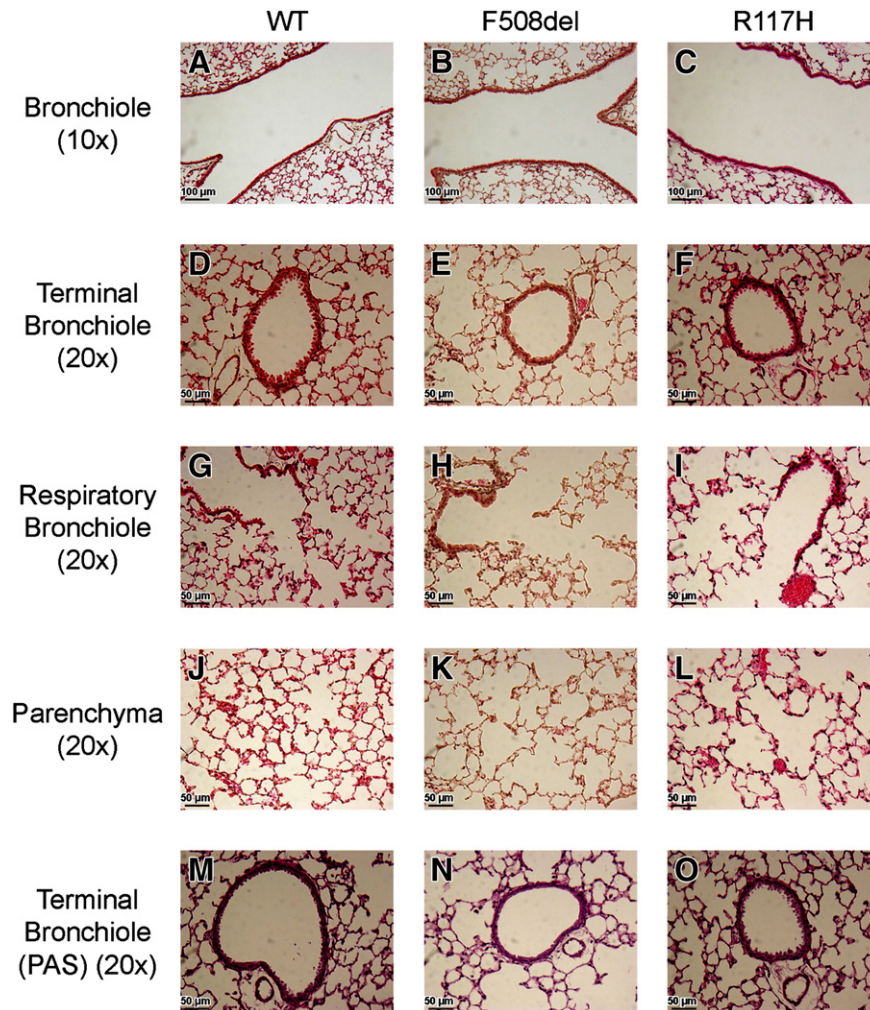 WT F508del R117H
Bronchiole
(10x)
A B C
100 µm 100 µm 100 µm
Terminal
Bronchiole
(20x)
D E F
50 µm 50 µm 50 µm
Respiratory
Bronchiole
(20x)
G H I
50 µm 50 µm 50 µm
Parenchyma
(20x)
J K L
50 µm 50 µm 50 µm
Terminal
Bronchiole
(PAS) (20x)
M N O
50 µm 50 µm 50 µm